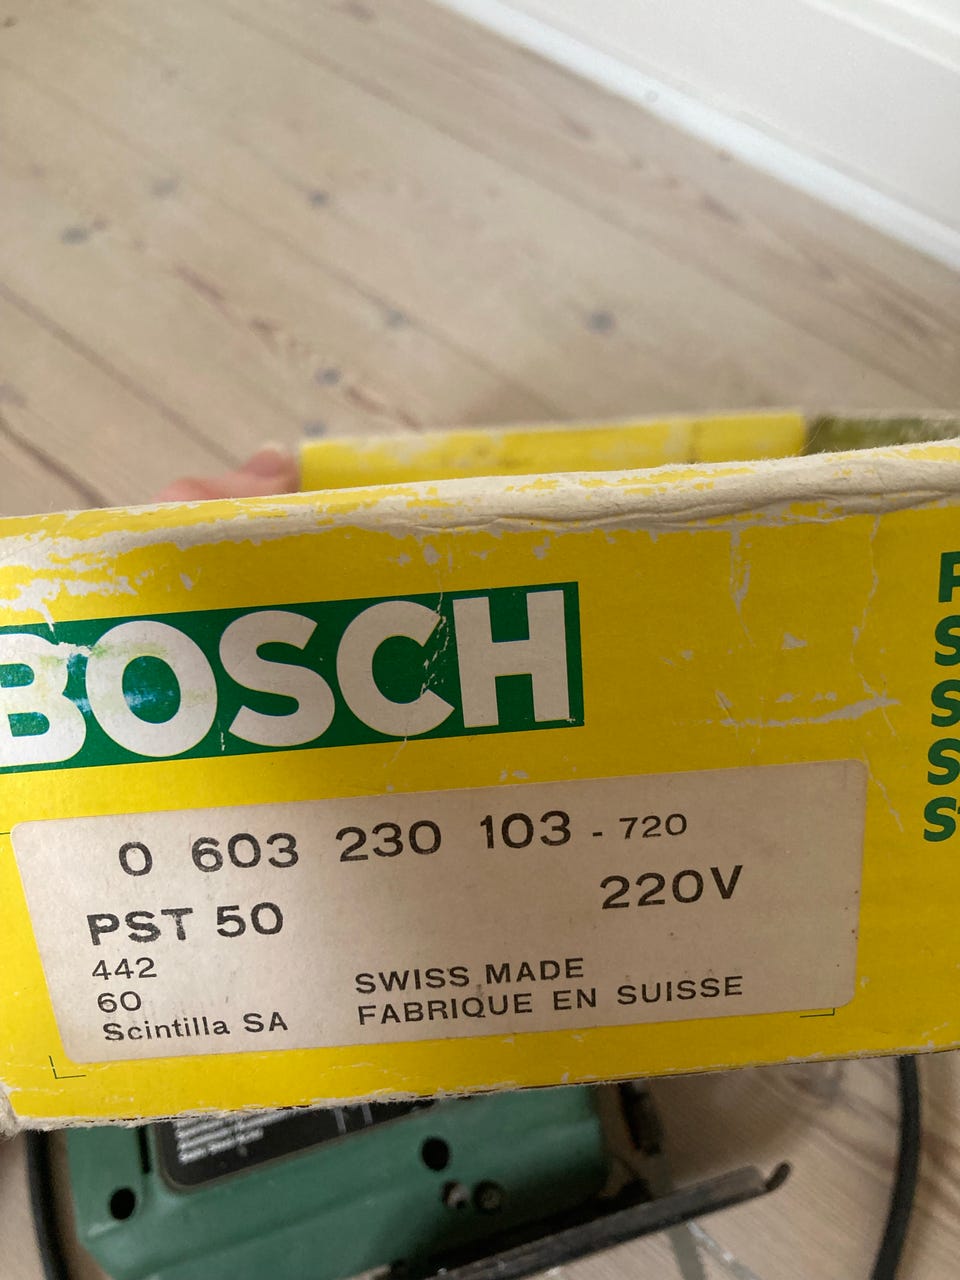 BOSCH
0 603 230 103 - 720
PST 50
220V
442
60
Scintilla SA
SWISS MADE
FABRIQUE EN SUISSE